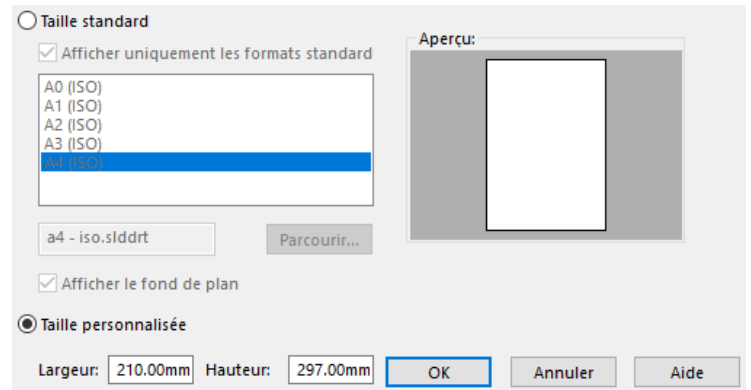 Taille standard
Afficher uniquement les formats standard
Aperçu:
A0 (ISO)
A1 (ISO)
A2 (ISO)
A3 (ISO)
A4 (ISO)
a4 - iso.slddrt
Parcourir...
Afficher le fond de plan
Taille personnalisée
Largeur: 210.00mm Hauteur: 297.00mm OK Annuler Aide